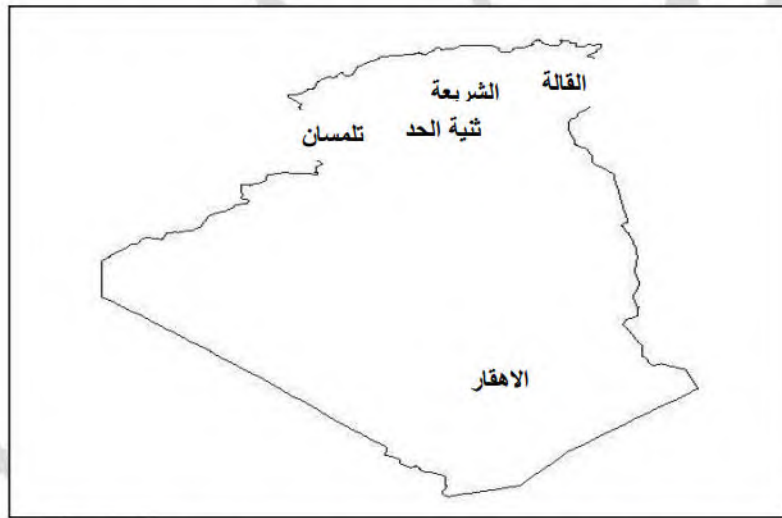 القالة
الشريعة
ثنية الحد
تلمسان
الاهقار